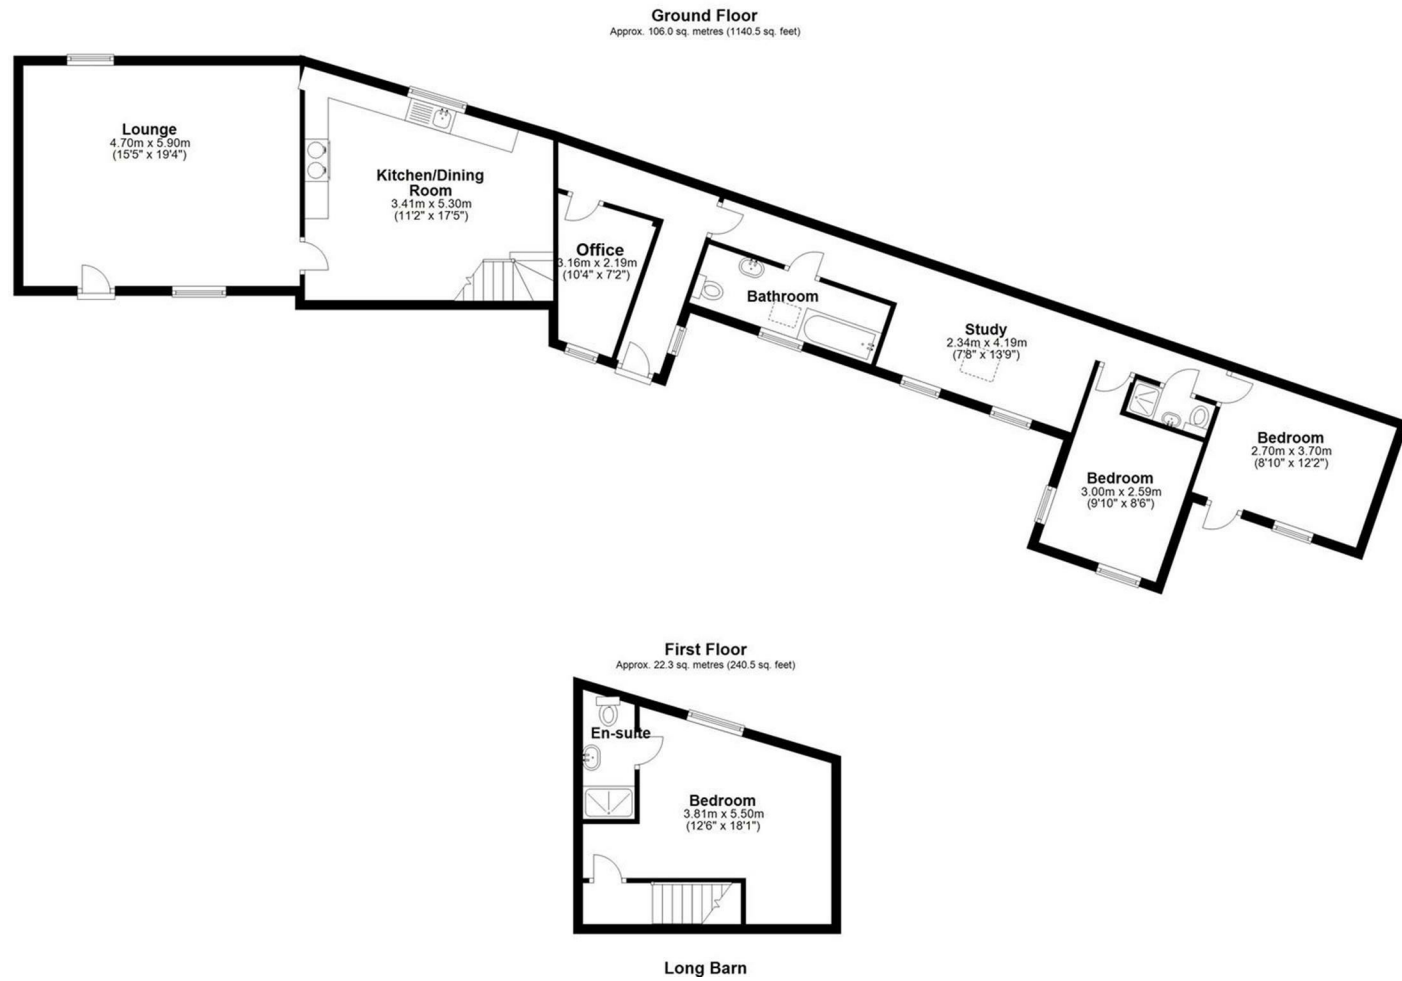 Ground Floor
Approx. 106.0 sq. metres (1140.5 sq. feet)
Lounge
4.70m x 5.90m
(15'5" x 19'4")
Kitchen/Dining
Room
3.41m x 5.30m
(11'2" x 17'5")
Office
3.16m x 2.19m
(10'4" x 7'2")
Bathroom
Study
2.34m x 4.19m
(7'8" x 13'9")
Bedroom
3.00m x 2.59m
(9'10" x 8'6")
Bedroom
2.70m x 3.70m
(8'10" x 12'2")
First Floor
Approx. 22.3 sq. metres (240.5 sq. feet)
En-suite
Bedroom
3.81m x 5.50m
(12'6" x 18'1")
Long Barn